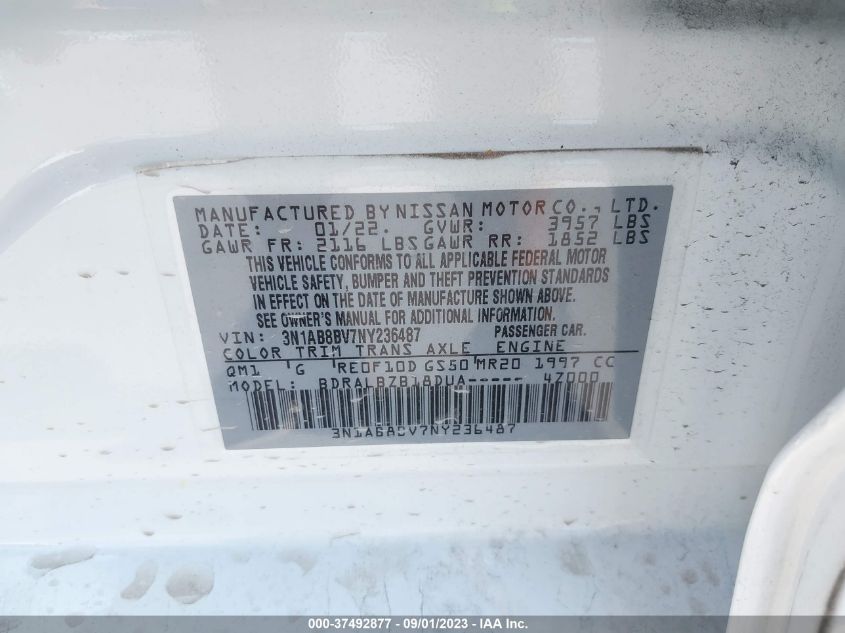 MANUFACTURED BY NISSAN MOTOR CO., LTD.
DATE: 01/22. GVWR: 3957 LBS
GAWR FR: 2116 LBS GAWR RR: 1852 LBS
THIS VEHICLE CONFORMS TO ALL APPLICABLE FEDERAL MOTOR
VEHICLE SAFETY, BUMPER AND THEFT PREVENTION STANDARDS
IN EFFECT ON THE DATE OF MANUFACTURE SHOWN ABOVE.
SEE OWNER'S MANUAL FOR ADDITIONAL INFORMATION.
VIN: 3N1AB8BV7NY236487 PASSENGER CAR.
COLOR TRIM TRANS AXLE ENGINE
QM1 G RE0F10D GS50 MR20 1997 CC
MODEL: BDRALBZB18DUA----- 47000
000-37492877 - 09/01/2023 - IAA Inc.